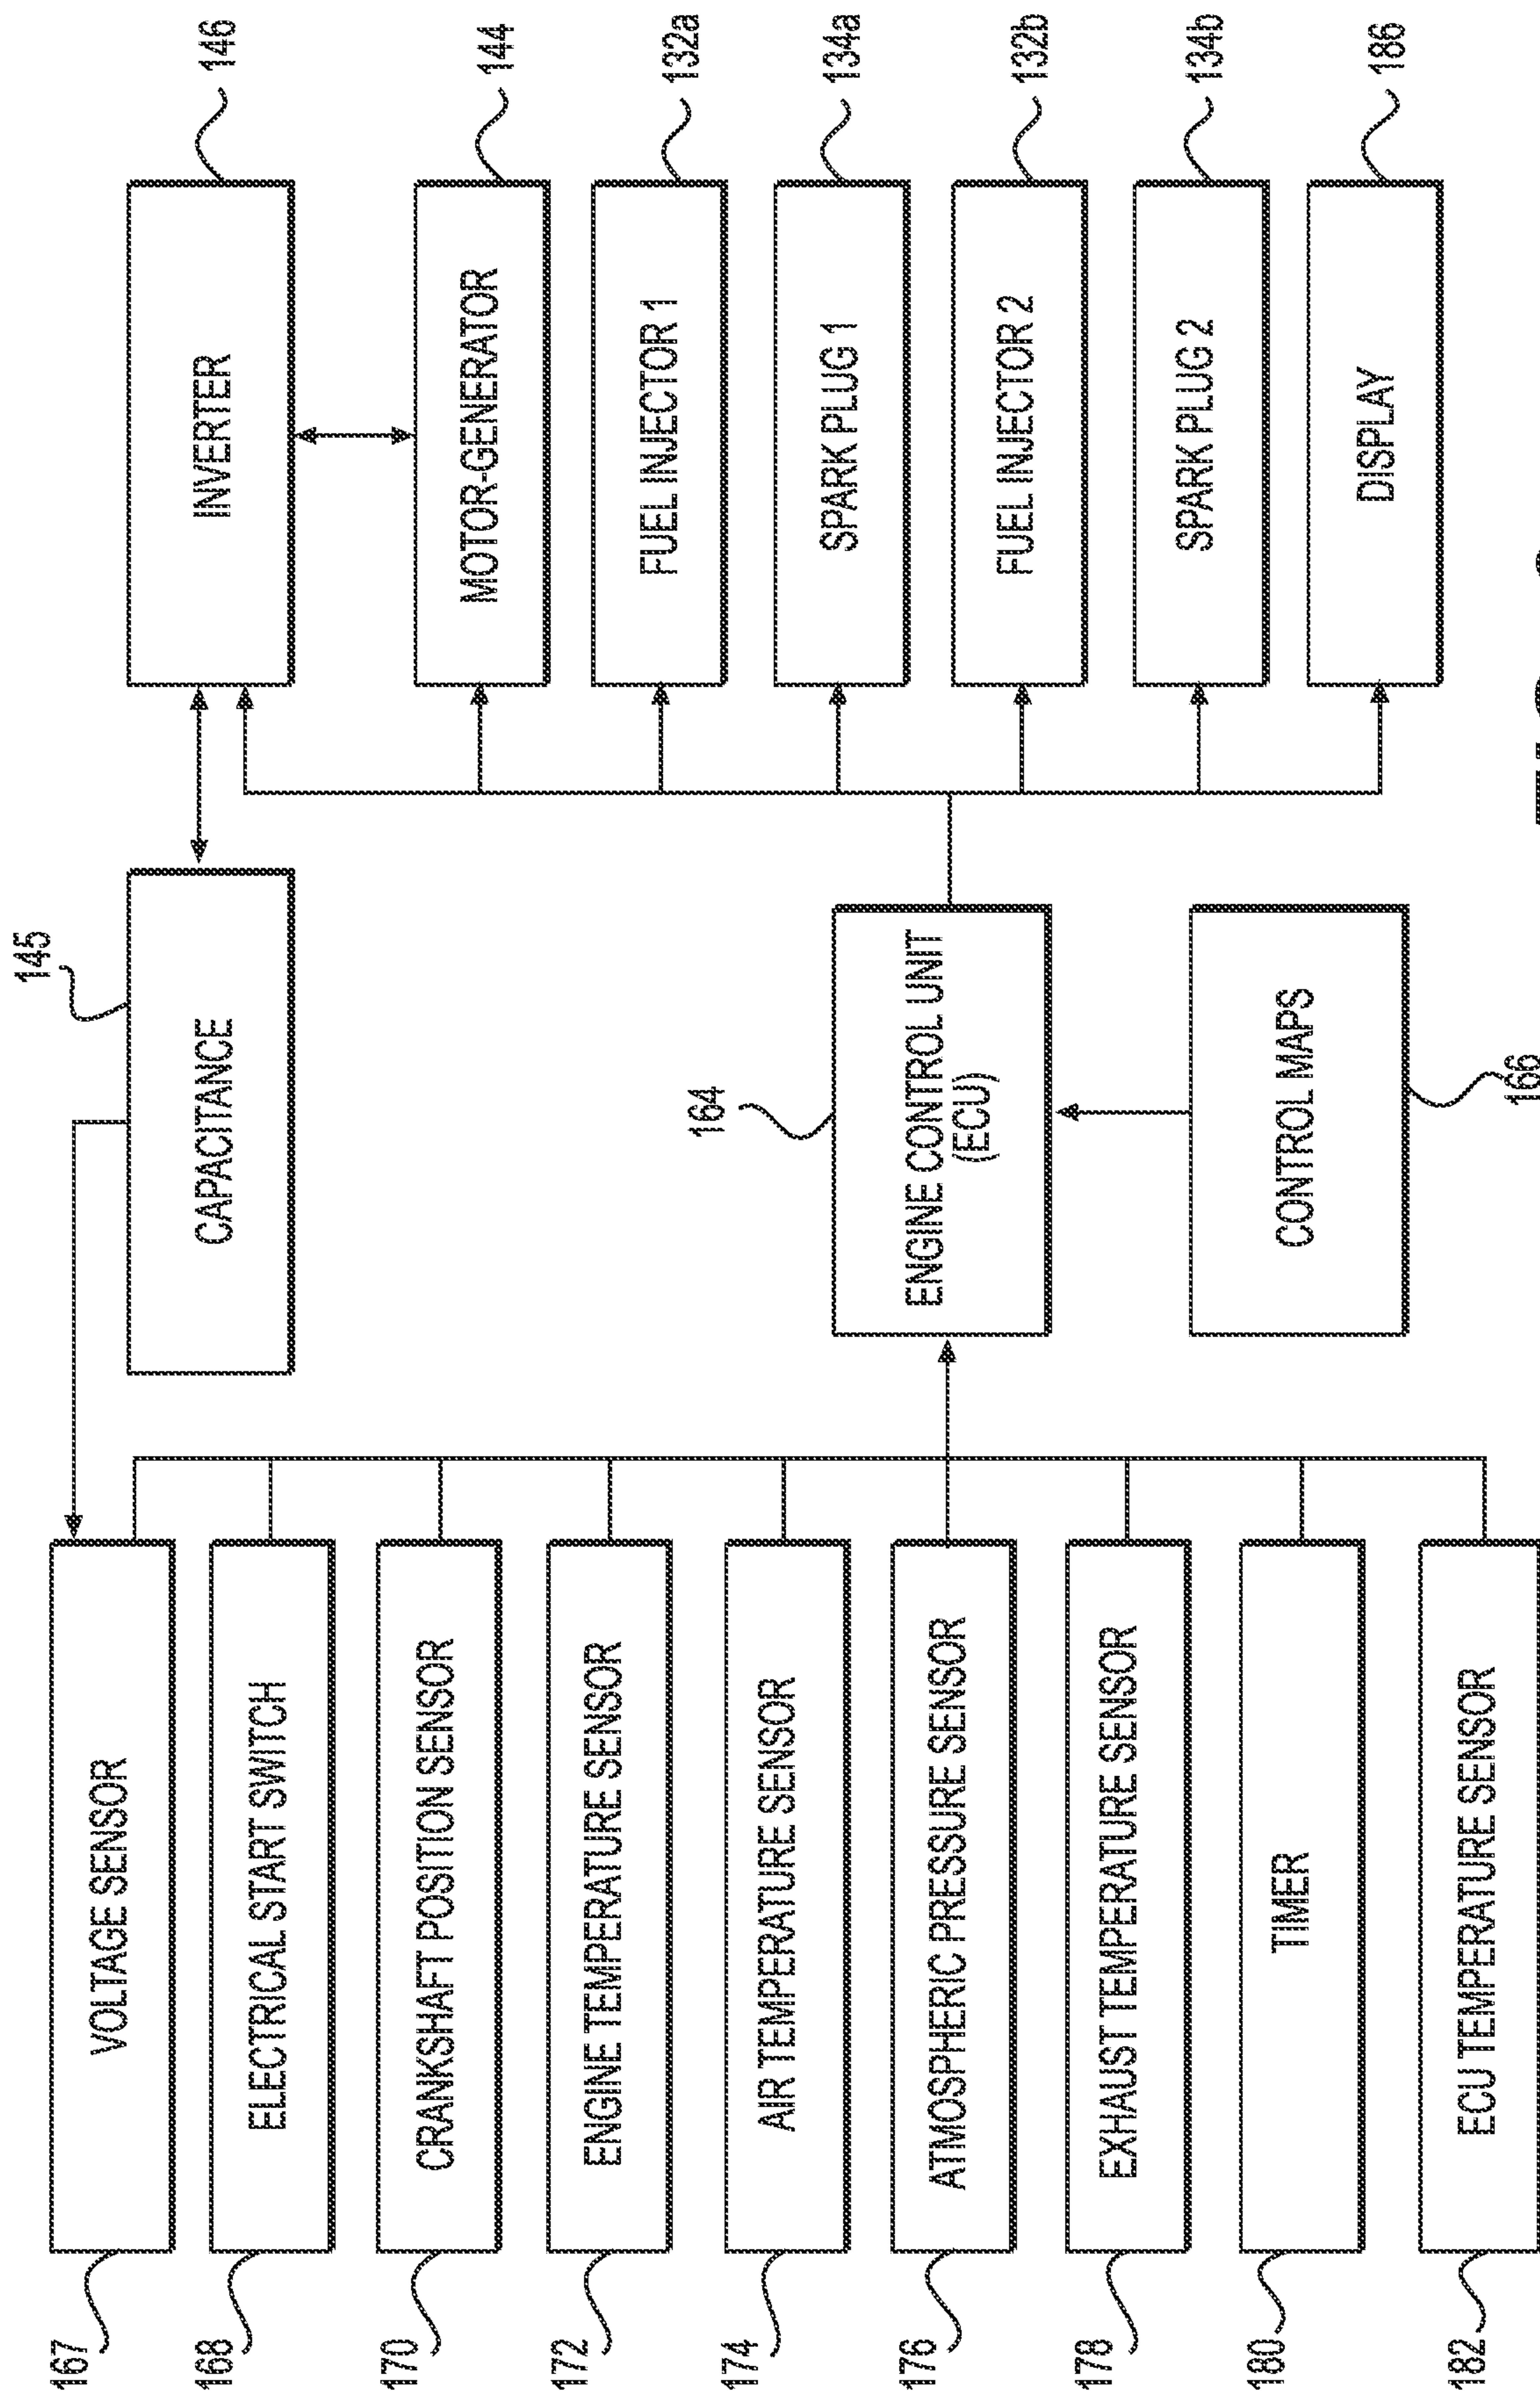 167
VOLTAGE SENSOR
168
ELECTRICAL START SWITCH
170
CRANKSHAFT POSITION SENSOR
172
ENGINE TEMPERATURE SENSOR
174
AIR TEMPERATURE SENSOR
176
ATMOSPHERIC PRESSURE SENSOR
178
EXHAUST TEMPERATURE SENSOR
180
TIMER
182
ECU TEMPERATURE SENSOR
145
CAPACITANCE
164
ENGINE CONTROL UNIT
(ECU)
CONTROL MAPS
166
INVERTER
146
MOTOR-GENERATOR
144
FUEL INJECTOR 1
132a
SPARK PLUG 1
134a
FUEL INJECTOR 2
132b
SPARK PLUG 2
134b
DISPLAY
186